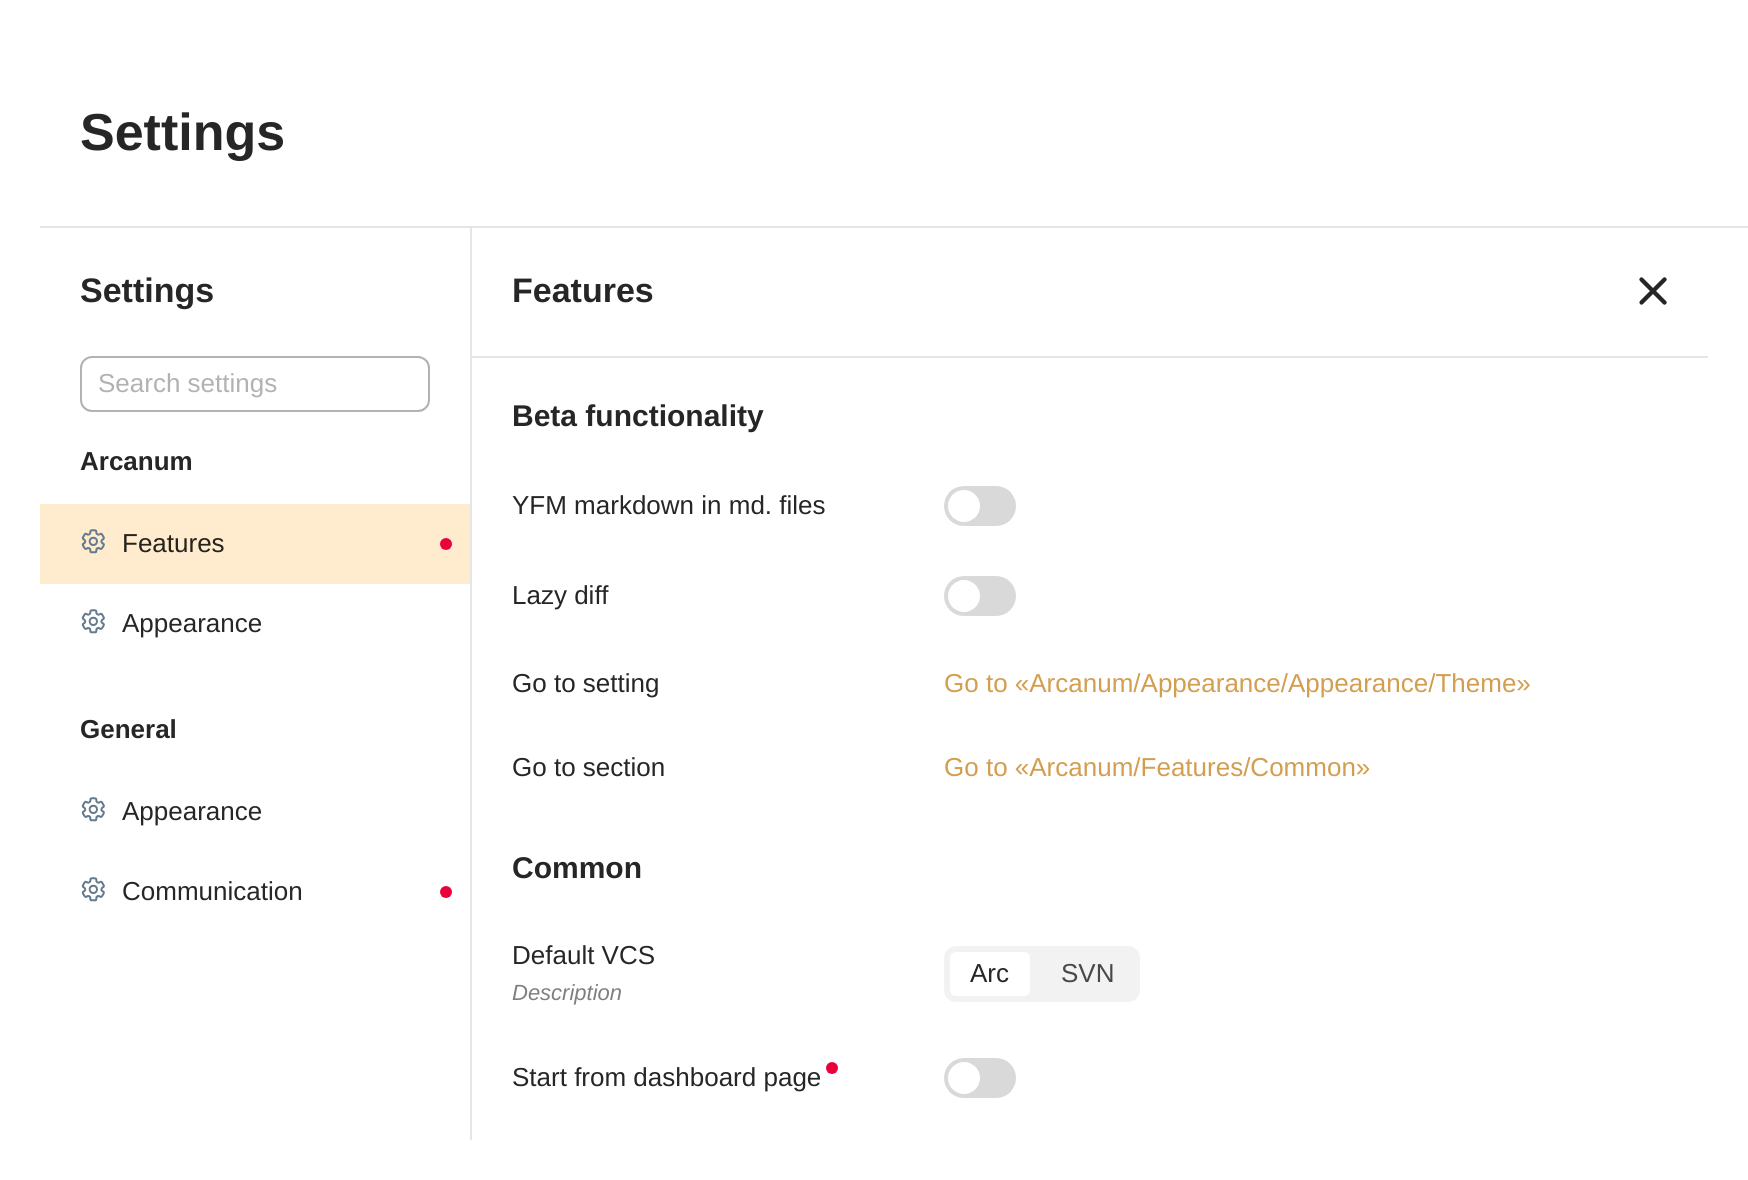 Settings
Settings
Search settings
Arcanum
Features
Appearance
General
Appearance
Communication
Features
Beta functionality
YFM markdown in md. files
Lazy diff
Go to setting
Go to «Arcanum/Appearance/Appearance/Theme»
Go to section
Go to «Arcanum/Features/Common»
Common
Default VCS
Description
Arc SVN
Start from dashboard page